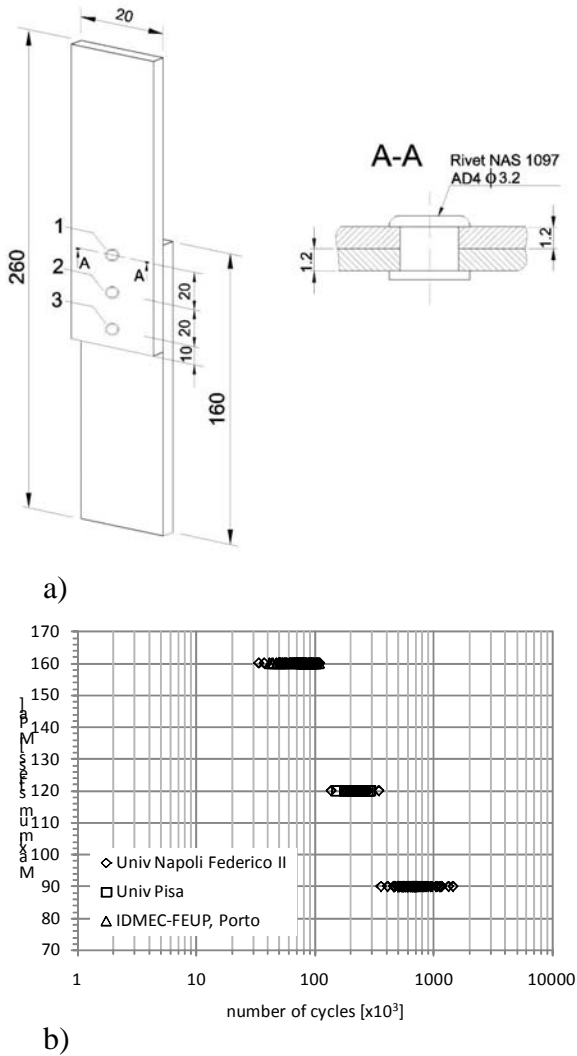 20
A-A
Rivet NAS 1097
AD4 ϕ3.2
1
2
3
A
A
260
20
20
10
160
1.2
1.2
a)
170
160
150
140
130
120
110
100
90
80
70
◇ Univ Napoli Federico II
□ Univ Pisa
△ IDMEC-FEUP, Porto
1
10
100
1000
10000
number of cycles [x10³]
b)